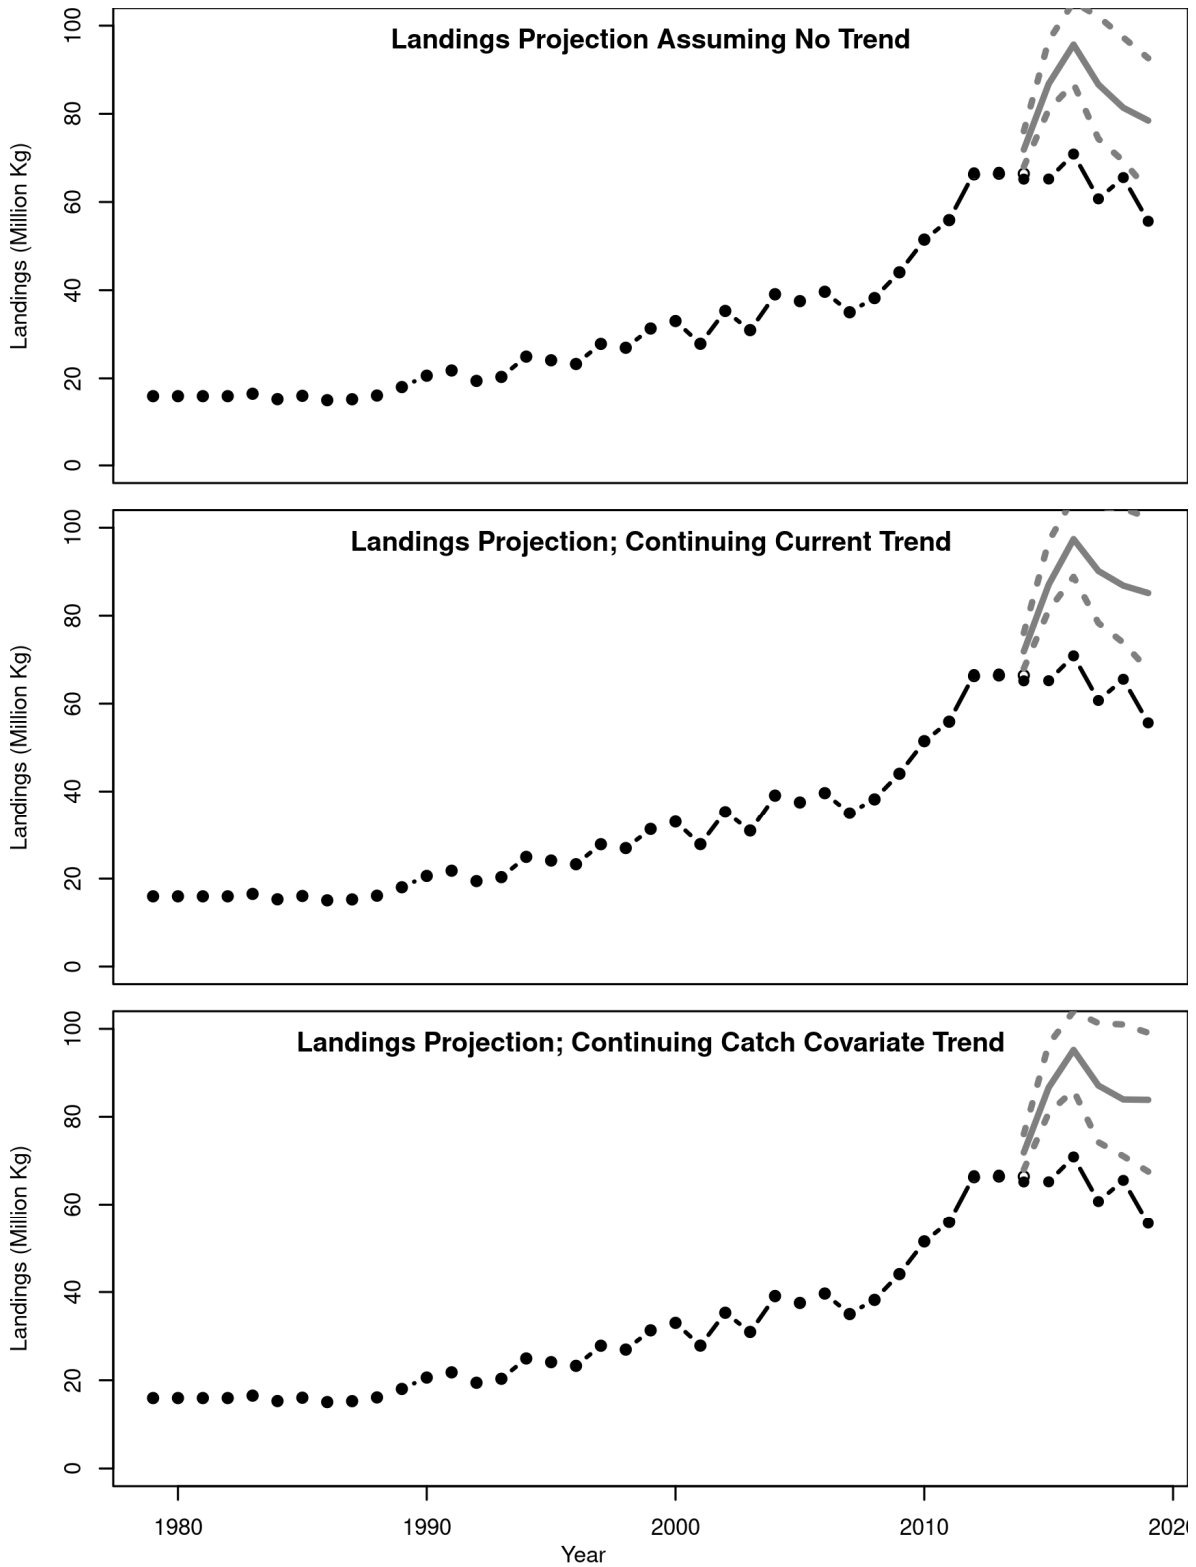 Landings Projection Assuming No Trend
Landings (Million Kg)
100
80
60
40
20
0
Landings Projection; Continuing Current Trend
Landings (Million Kg)
100
80
60
40
20
0
Landings Projection; Continuing Catch Covariate Trend
Landings (Million Kg)
100
80
60
40
20
0
1980 1990 2000 2010 202
Year